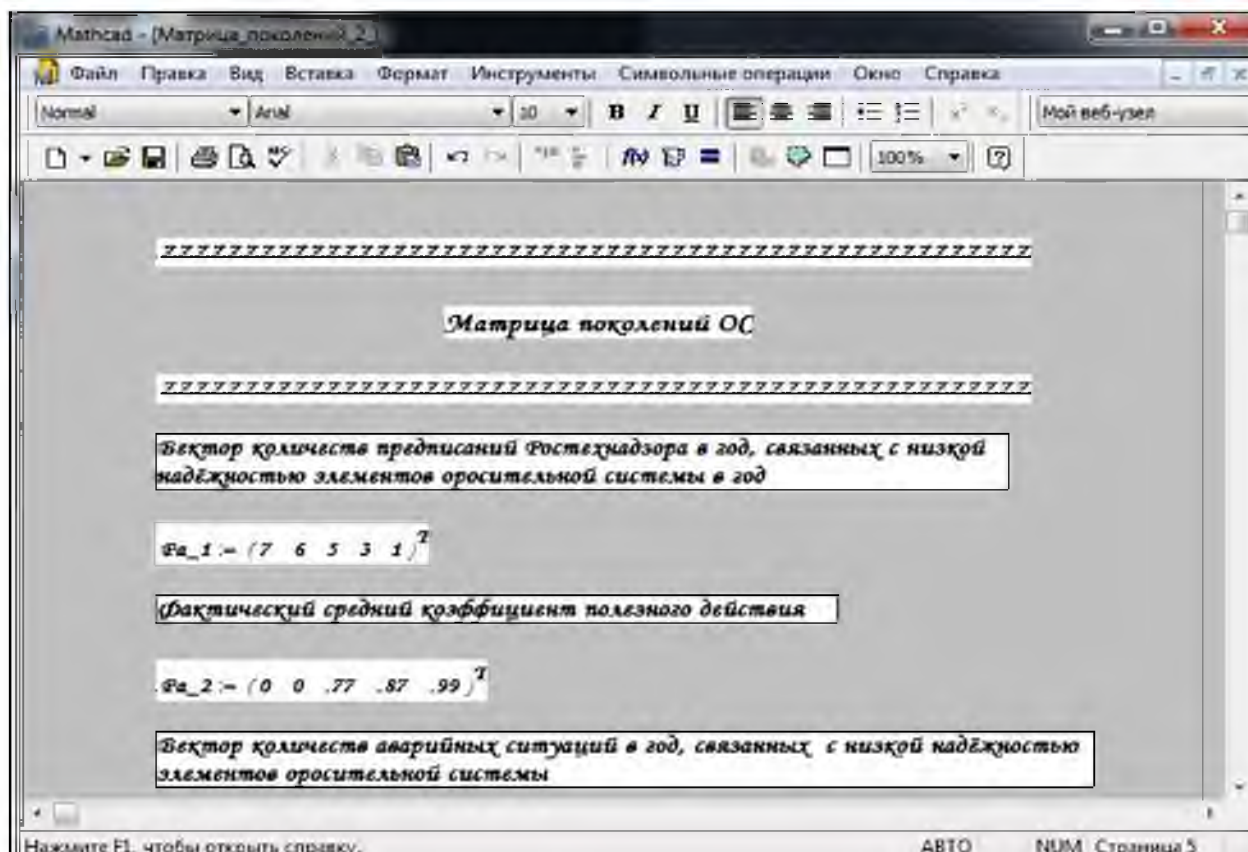 Mathcad - [Матрица_поколений_2_]
Файл Правка Вид Вставка Формат Инструменты Символьные операции Окно Справка
Normal Arial 10 B I U Мой веб-узел
100%
Матрица поколений ОС
Вектор количеств предписаний Ростехнадзора в год, связанных с низкой
надёжностью элементов оросительной системы в год
Pa_1 := (7 6 5 3 1)^T
Фактический средний коэффициент полезного действия
Pa_2 := (0 0 .77 .87 .99)^T
Вектор количеств аварийных ситуаций в год, связанных с низкой надёжностью
элементов оросительной системы
Нажмите F1, чтобы открыть справку. АВТО NUM Страница 5